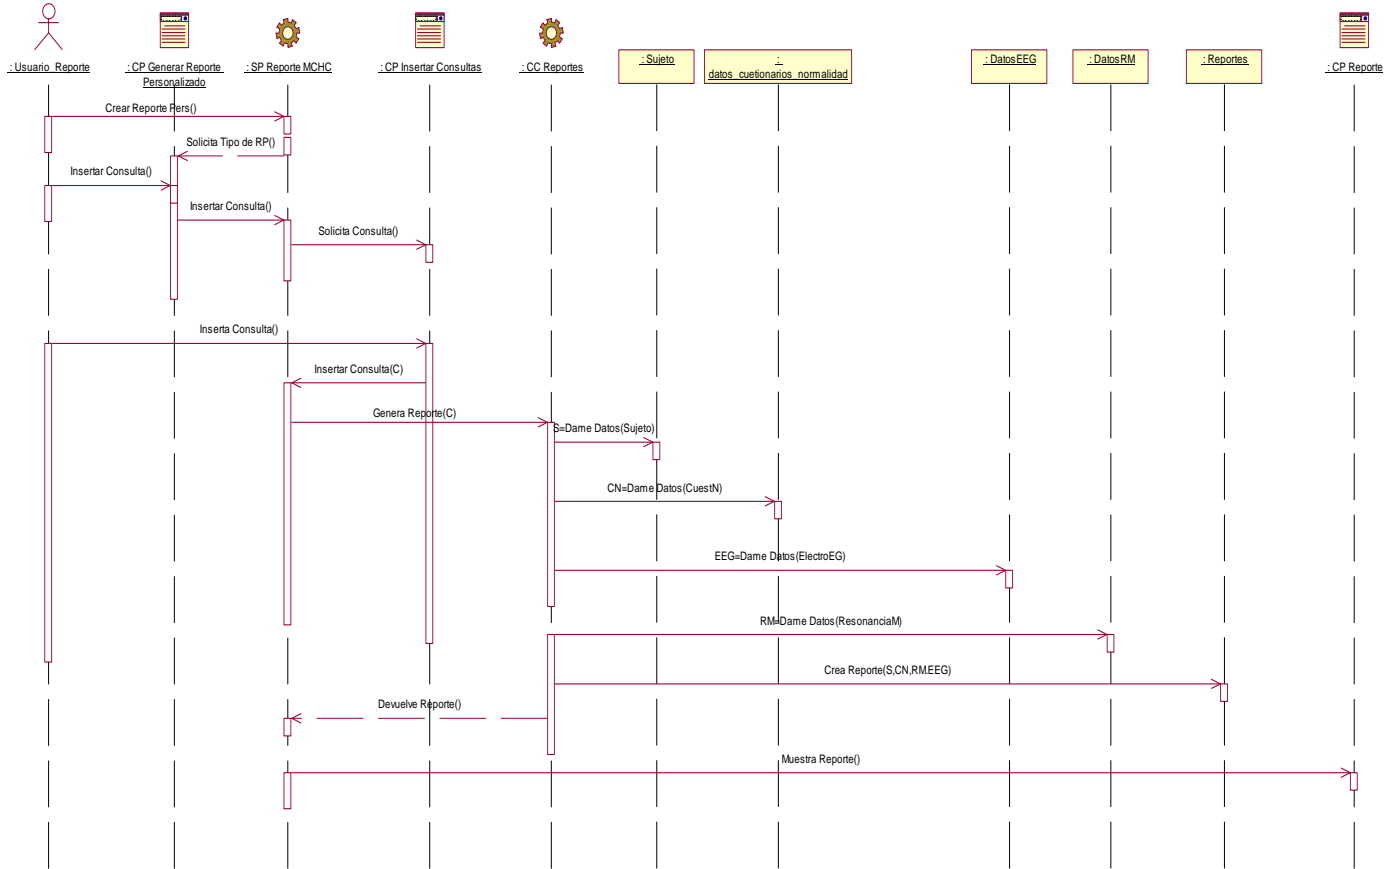 : Usuario_Reporte
: CP Generar Reporte
Personalizado
: SP Reporte MCHC
: CP Insertar Consultas
: CC Reportes
: Sujeto
:
datos_cuetionarios_normalidad
: DatosEEG
: DatosRM
: Reportes
: CP Reporte
Crear Reporte Pers()
Solicita Tipo de RP()
Insertar Consulta()
Insertar Consulta()
Solicita Consulta()
Inserta Consulta()
Insertar Consulta(C)
Genera Reporte(C)
S=Dame Datos(Sujeto)
CN=Dame Datos(CuestN)
EEG=Dame Datos(ElectroEG)
RM=Dame Datos(ResonanciaM)
Crea Reporte(S,CN,RM.EEG)
Devuelve Reporte()
Muestra Reporte()